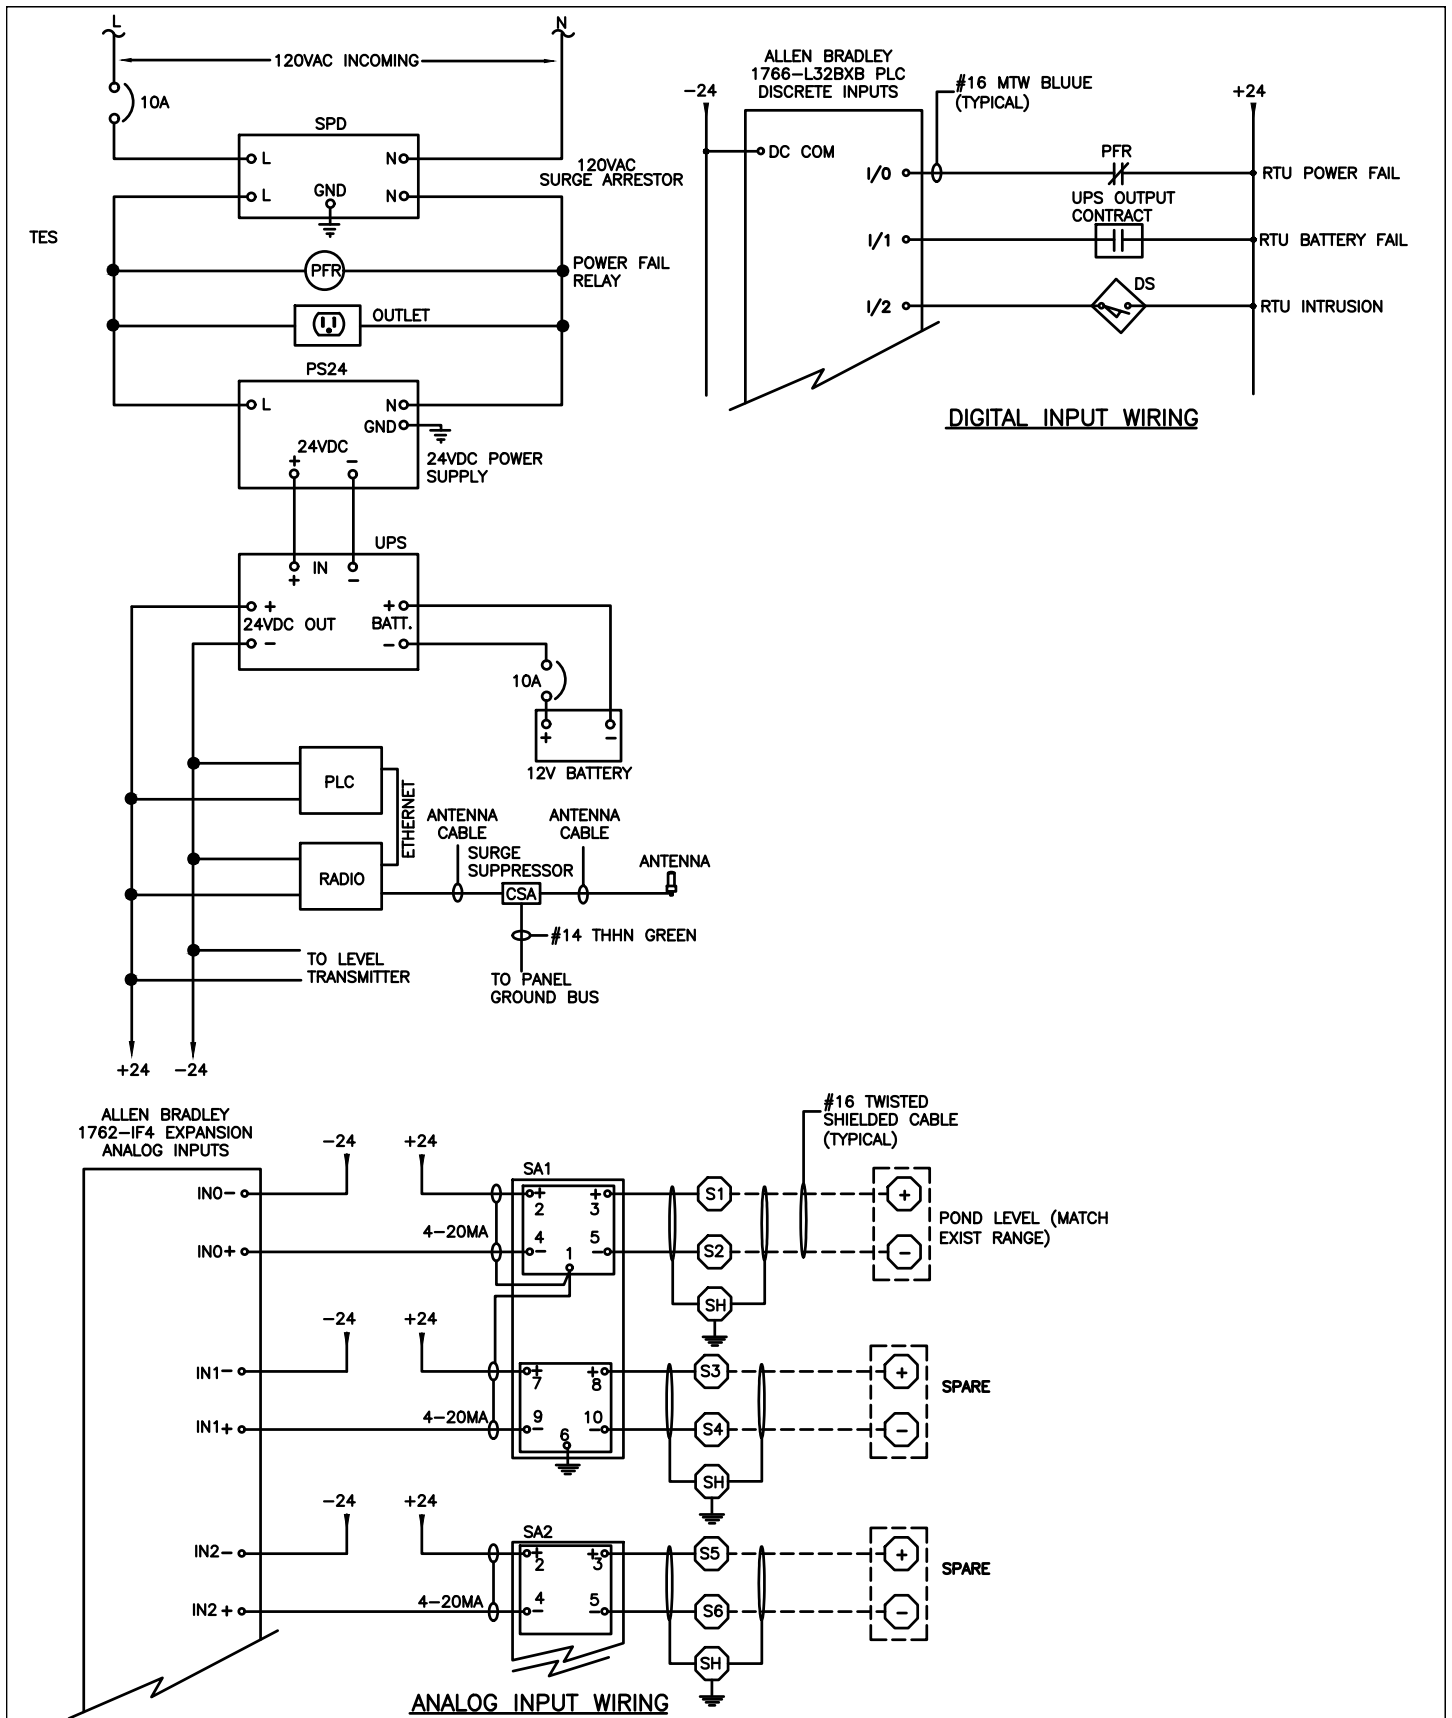 L
N
120VAC INCOMING
10A
SPD
L
N
120VAC
SURGE ARRESTOR
L
GND
N
TES
PFR
POWER FAIL
RELAY
OUTLET
PS24
L
N
GND
24VDC
+ -
24VDC POWER
SUPPLY
UPS
IN
+ -
+
24VDC OUT
-
+
BATT.
-
10A
+ -
12V BATTERY
PLC
ETHERNET
RADIO
ANTENNA
CABLE
SURGE
SUPPRESSOR
ANTENNA
CABLE
CSA
ANTENNA
#14 THHN GREEN
TO PANEL
GROUND BUS
TO LEVEL
TRANSMITTER
+24 -24
ALLEN BRADLEY
1766-L32BXB PLC
DISCRETE INPUTS
-24
#16 MTW BLUUE
(TYPICAL)
+24
DC COM
I/0
PFR
RTU POWER FAIL
UPS OUTPUT
CONTRACT
I/1
RTU BATTERY FAIL
DS
I/2
RTU INTRUSION
DIGITAL INPUT WIRING
ALLEN BRADLEY
1762-IF4 EXPANSION
ANALOG INPUTS
#16 TWISTED
SHIELDED CABLE
(TYPICAL)
-24 +24
SA1
IN0-
+ 2
+ 3
S1
+
4-20MA
IN0+
4 -
1
5 -
S2
-
POND LEVEL (MATCH
EXIST RANGE)
SH
-24 +24
IN1-
+ 7
+ 8
S3
+
SPARE
4-20MA
IN1+
9 -
6
10 -
S4
-
SH
-24 +24
SA2
IN2-
+ 2
+ 3
S5
+
SPARE
4-20MA
IN2+
4 -
5 -
S6
-
SH
ANALOG INPUT WIRING